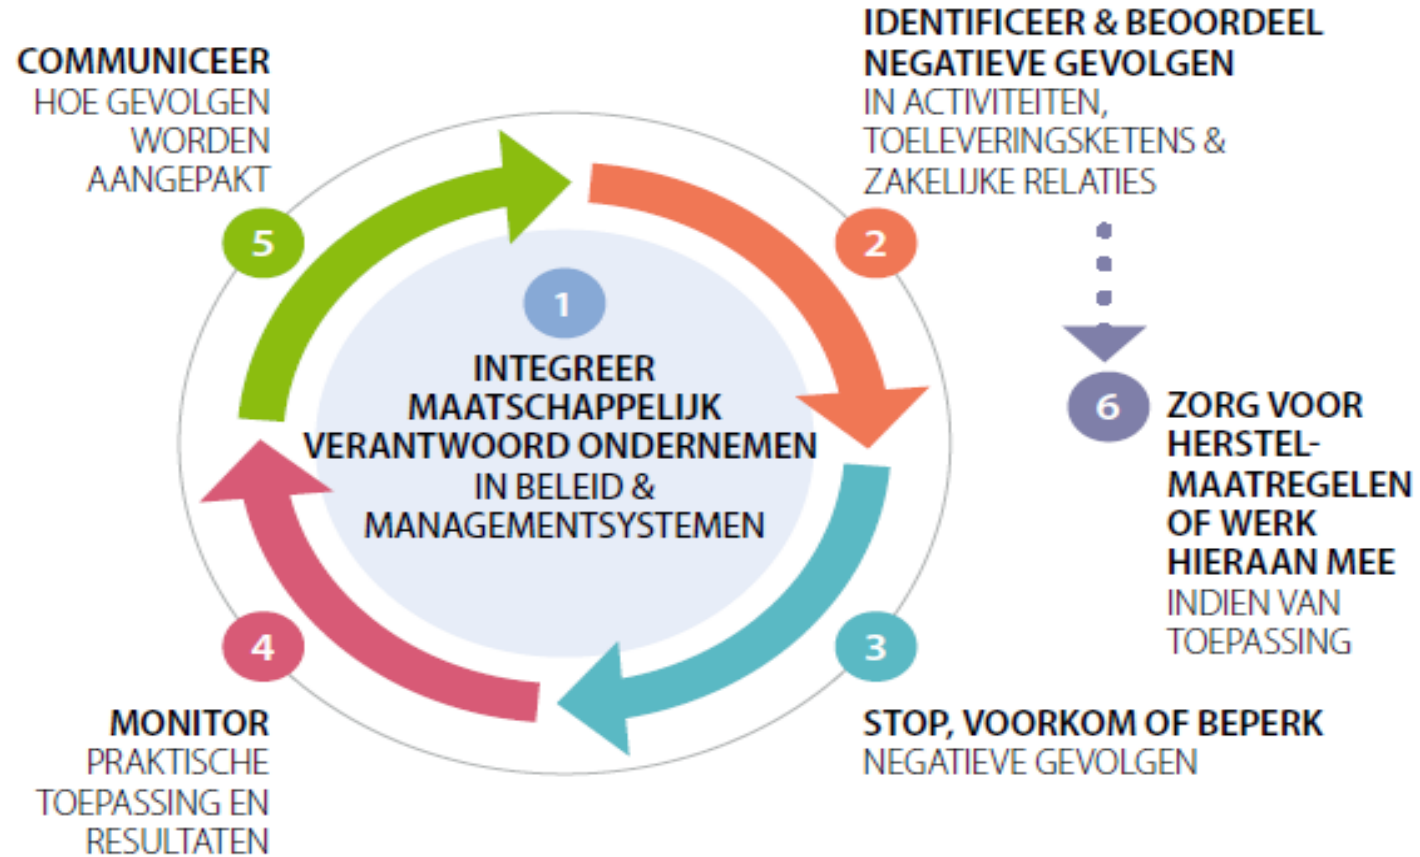 COMMUNICEER
HOE GEVOLGEN
WORDEN
AANGEPAKT
5
IDENTIFICEER & BEOORDEEL
NEGATIEVE GEVOLGEN
IN ACTIVITEITEN,
TOELEVERINGSKETENS &
ZAKELIJKE RELATIES
2
1
INTEGREER
MAATSCHAPPELIJK
VERANTWOORD ONDERNEMEN
IN BELEID &
MANAGEMENTSYSTEMEN
6
ZORG VOOR
HERSTEL-
MAATREGELEN
OF WERK
HIERAAN MEE
INDIEN VAN
TOEPASSING
4
MONITOR
PRAKTISCHE
TOEPASSING EN
RESULTATEN
3
STOP, VOORKOM OF BEPERK
NEGATIEVE GEVOLGEN